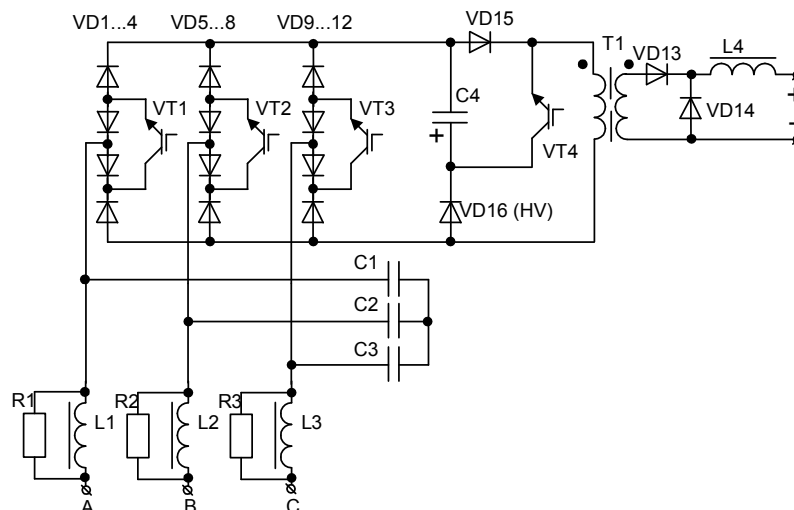 VD1...4 VD5...8 VD9...12 VD15 T1 VD13 L4
VT1 VT2 VT3 C4 + VT4 VD14 + -
VD16 (HV)
C1
C2
C3
R1 L1 R2 L2 R3 L3
A B C